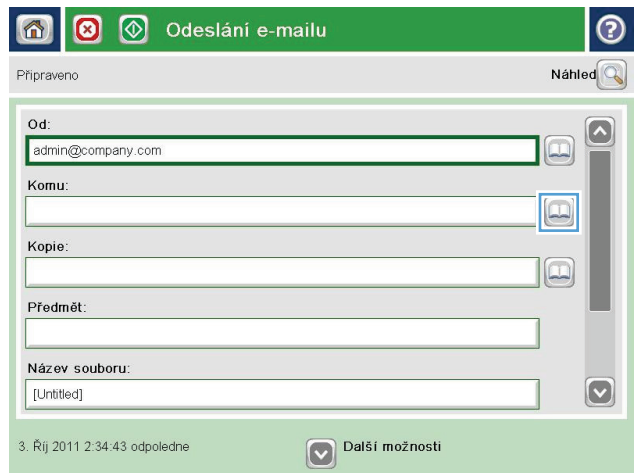 Odeslání e-mailu
Připraveno
Náhled
Od:
admin@company.com
Komu:
Kopie:
Předmět:
Název souboru:
[Untitled]
3. Říj 2011 2:34:43 odpoledne
Další možnosti